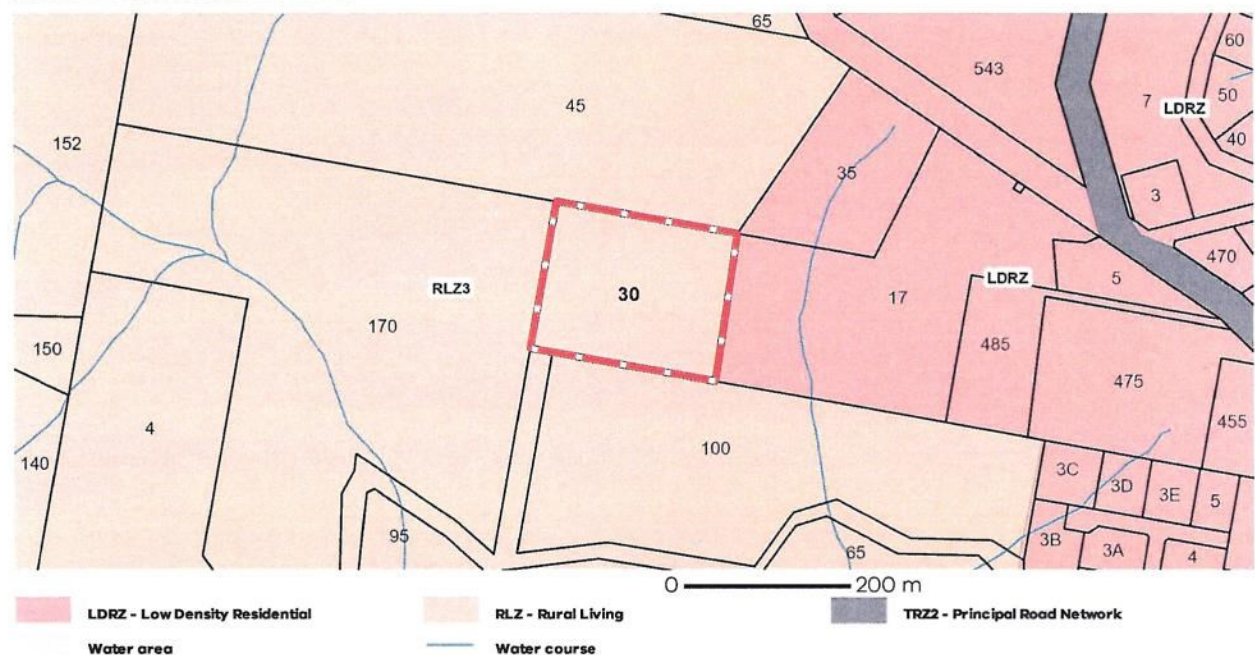 65
60
543
7
50
LDRZ
45
40
152
35
3
470
LDRZ
5
RLZ3
30
17
170
485
150
475
455
4
100
140
3C
3D
3E
5
95
65
3B
3A
4
0 200 m
LDRZ - Low Density Residential
RLZ - Rural Living
TRZ2 - Principal Road Network
Water area
Water course